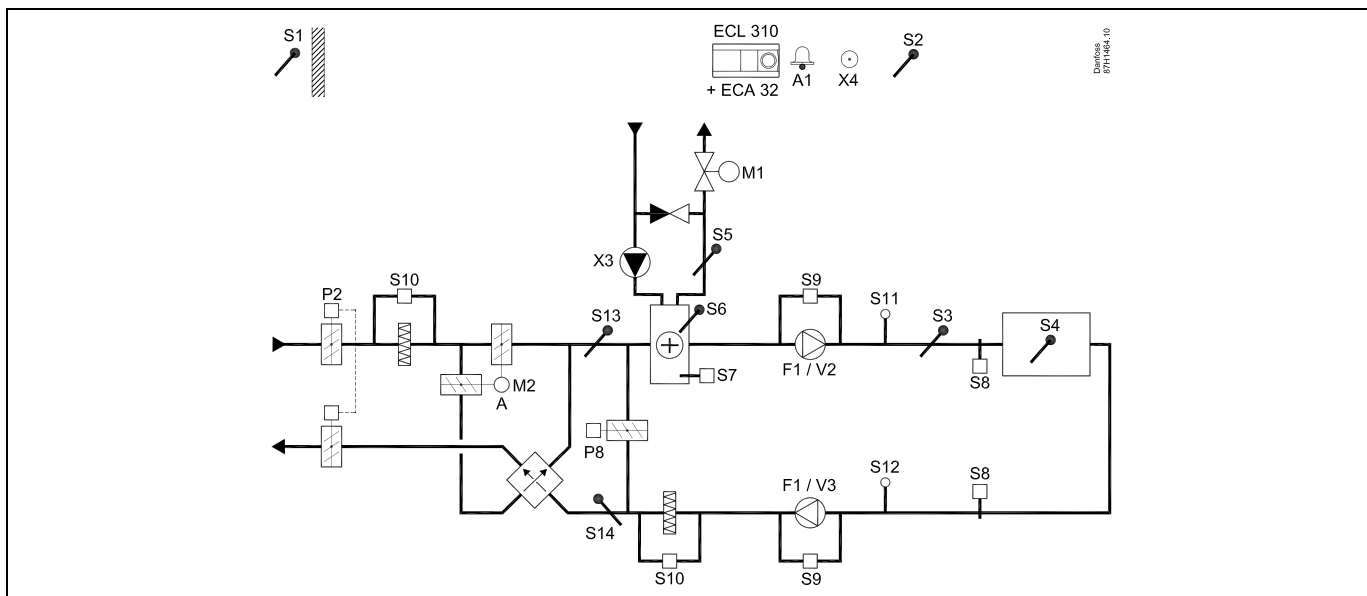 S1
ECL 310
+ ECA 32
A1
X4
S2
Danfoss
87H1464.10
M1
S5
X3
S10
P2
S13
S6
S9
S11
S3
S4
M2
A
S7
F1 / V2
S8
P8
S14
S10
F1 / V3
S9
S12
S8